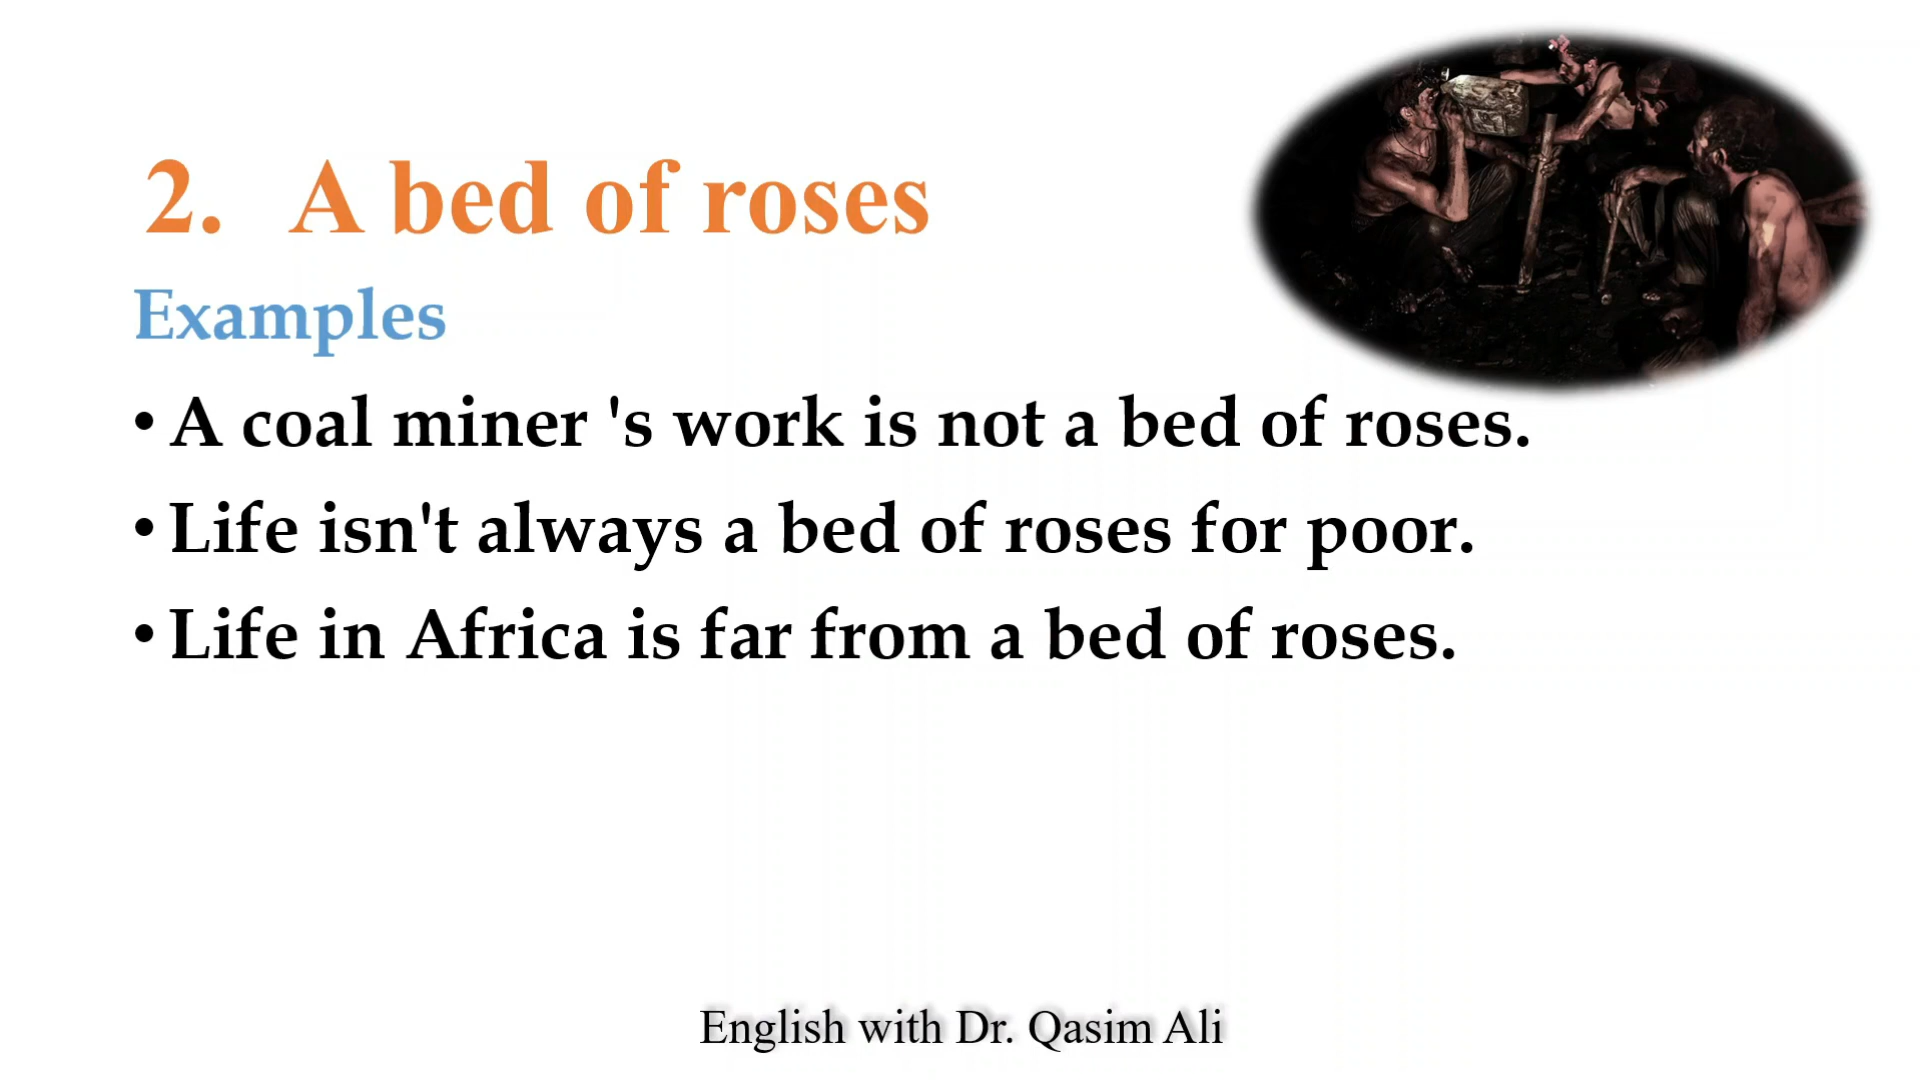 2. A bed of roses
Examples
• A coal miner 's work is not a bed of roses.
• Life isn't always a bed of roses for poor.
• Life in Africa is far from a bed of roses.
English with Dr. Qasim Ali